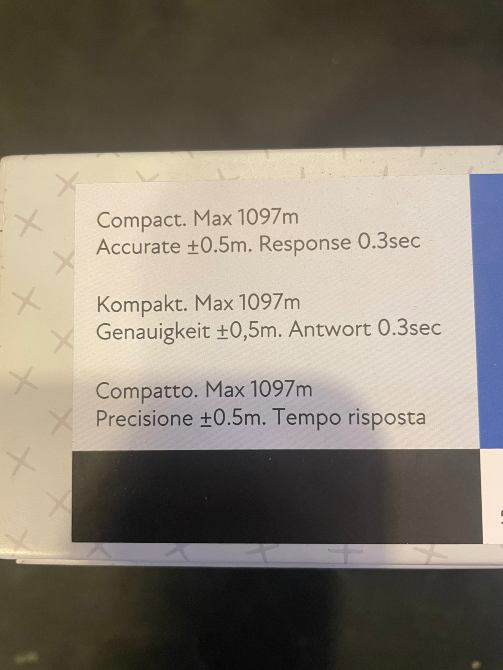 Compact. Max 1097m
Accurate ±0.5m. Response 0.3sec
Kompakt. Max 1097m
Genauigkeit ±0,5m. Antwort 0.3sec
Compatto. Max 1097m
Precisione ±0.5m. Tempo risposta